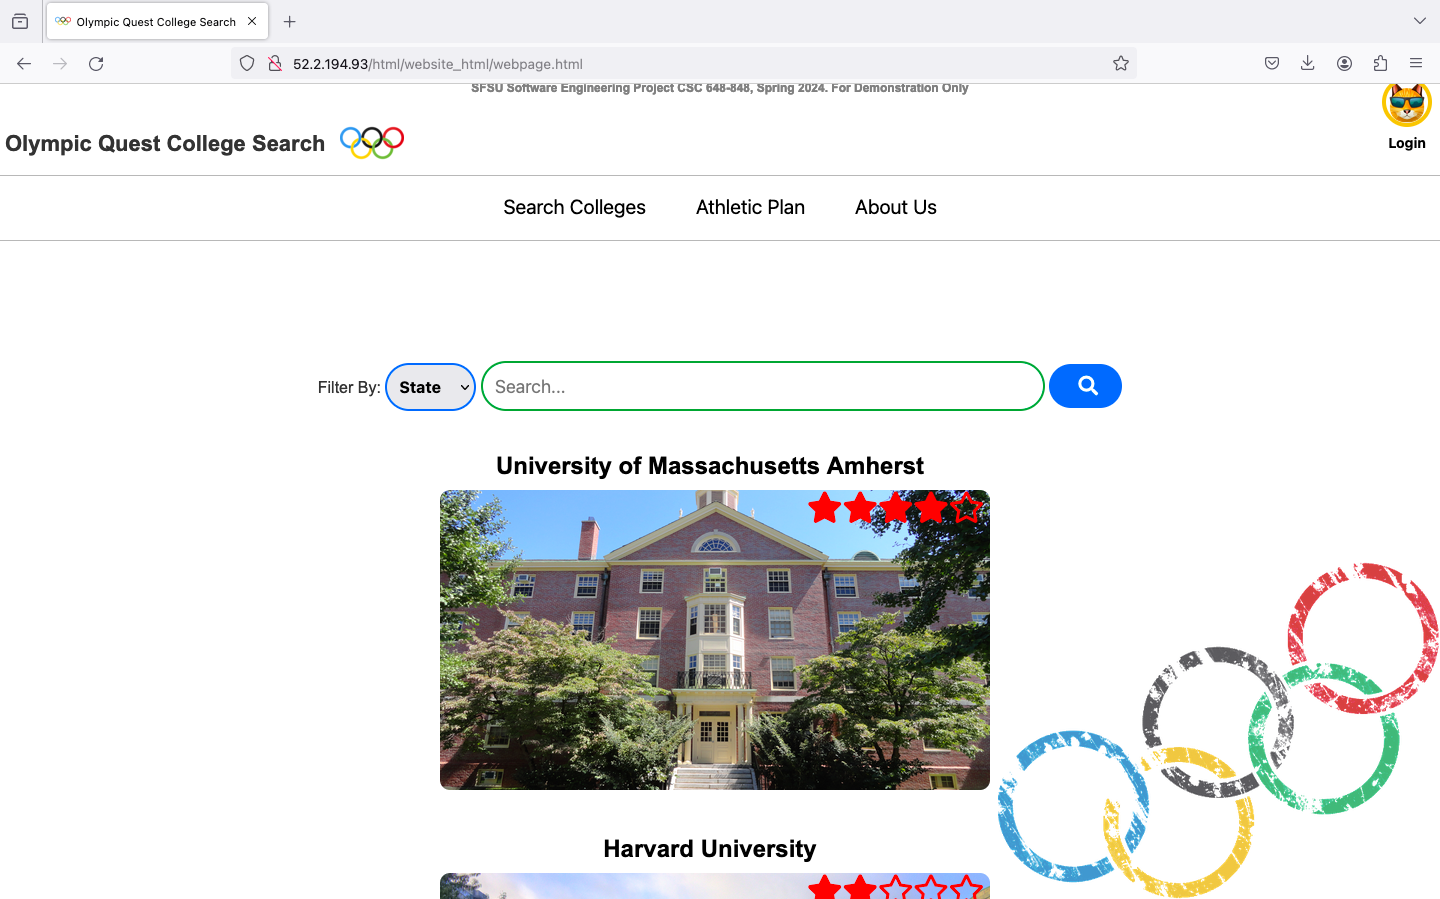 Olympic Quest College Search
52.2.194.93/html/website_html/webpage.html
SFSU Software Engineering Project CSC 648-848, Spring 2024. For Demonstration Only
Olympic Quest College Search
Login
Search Colleges Athletic Plan About Us
Filter By: State Search...
University of Massachusetts Amherst
Harvard University